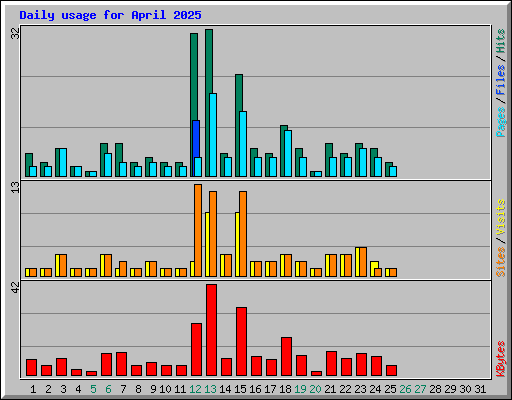 Daily usage for April 2025
32
Pages / Files / Hits
13
Sites / Visits
42
KBytes
1 2 3 4 5 6 7 8 9 10 11 12 13 14 15 16 17 18 19 20 21 22 23 24 25 26 27 28 29 30 31